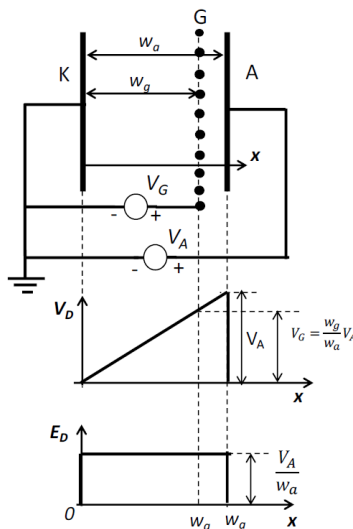 G
w_a
K
A
w_g
x
V_G
- +
V_A
- +
V_D
V_A
V_G = w_g/w_a V_A
x
E_D
V_A/w_a
0
w_g
w_a
x